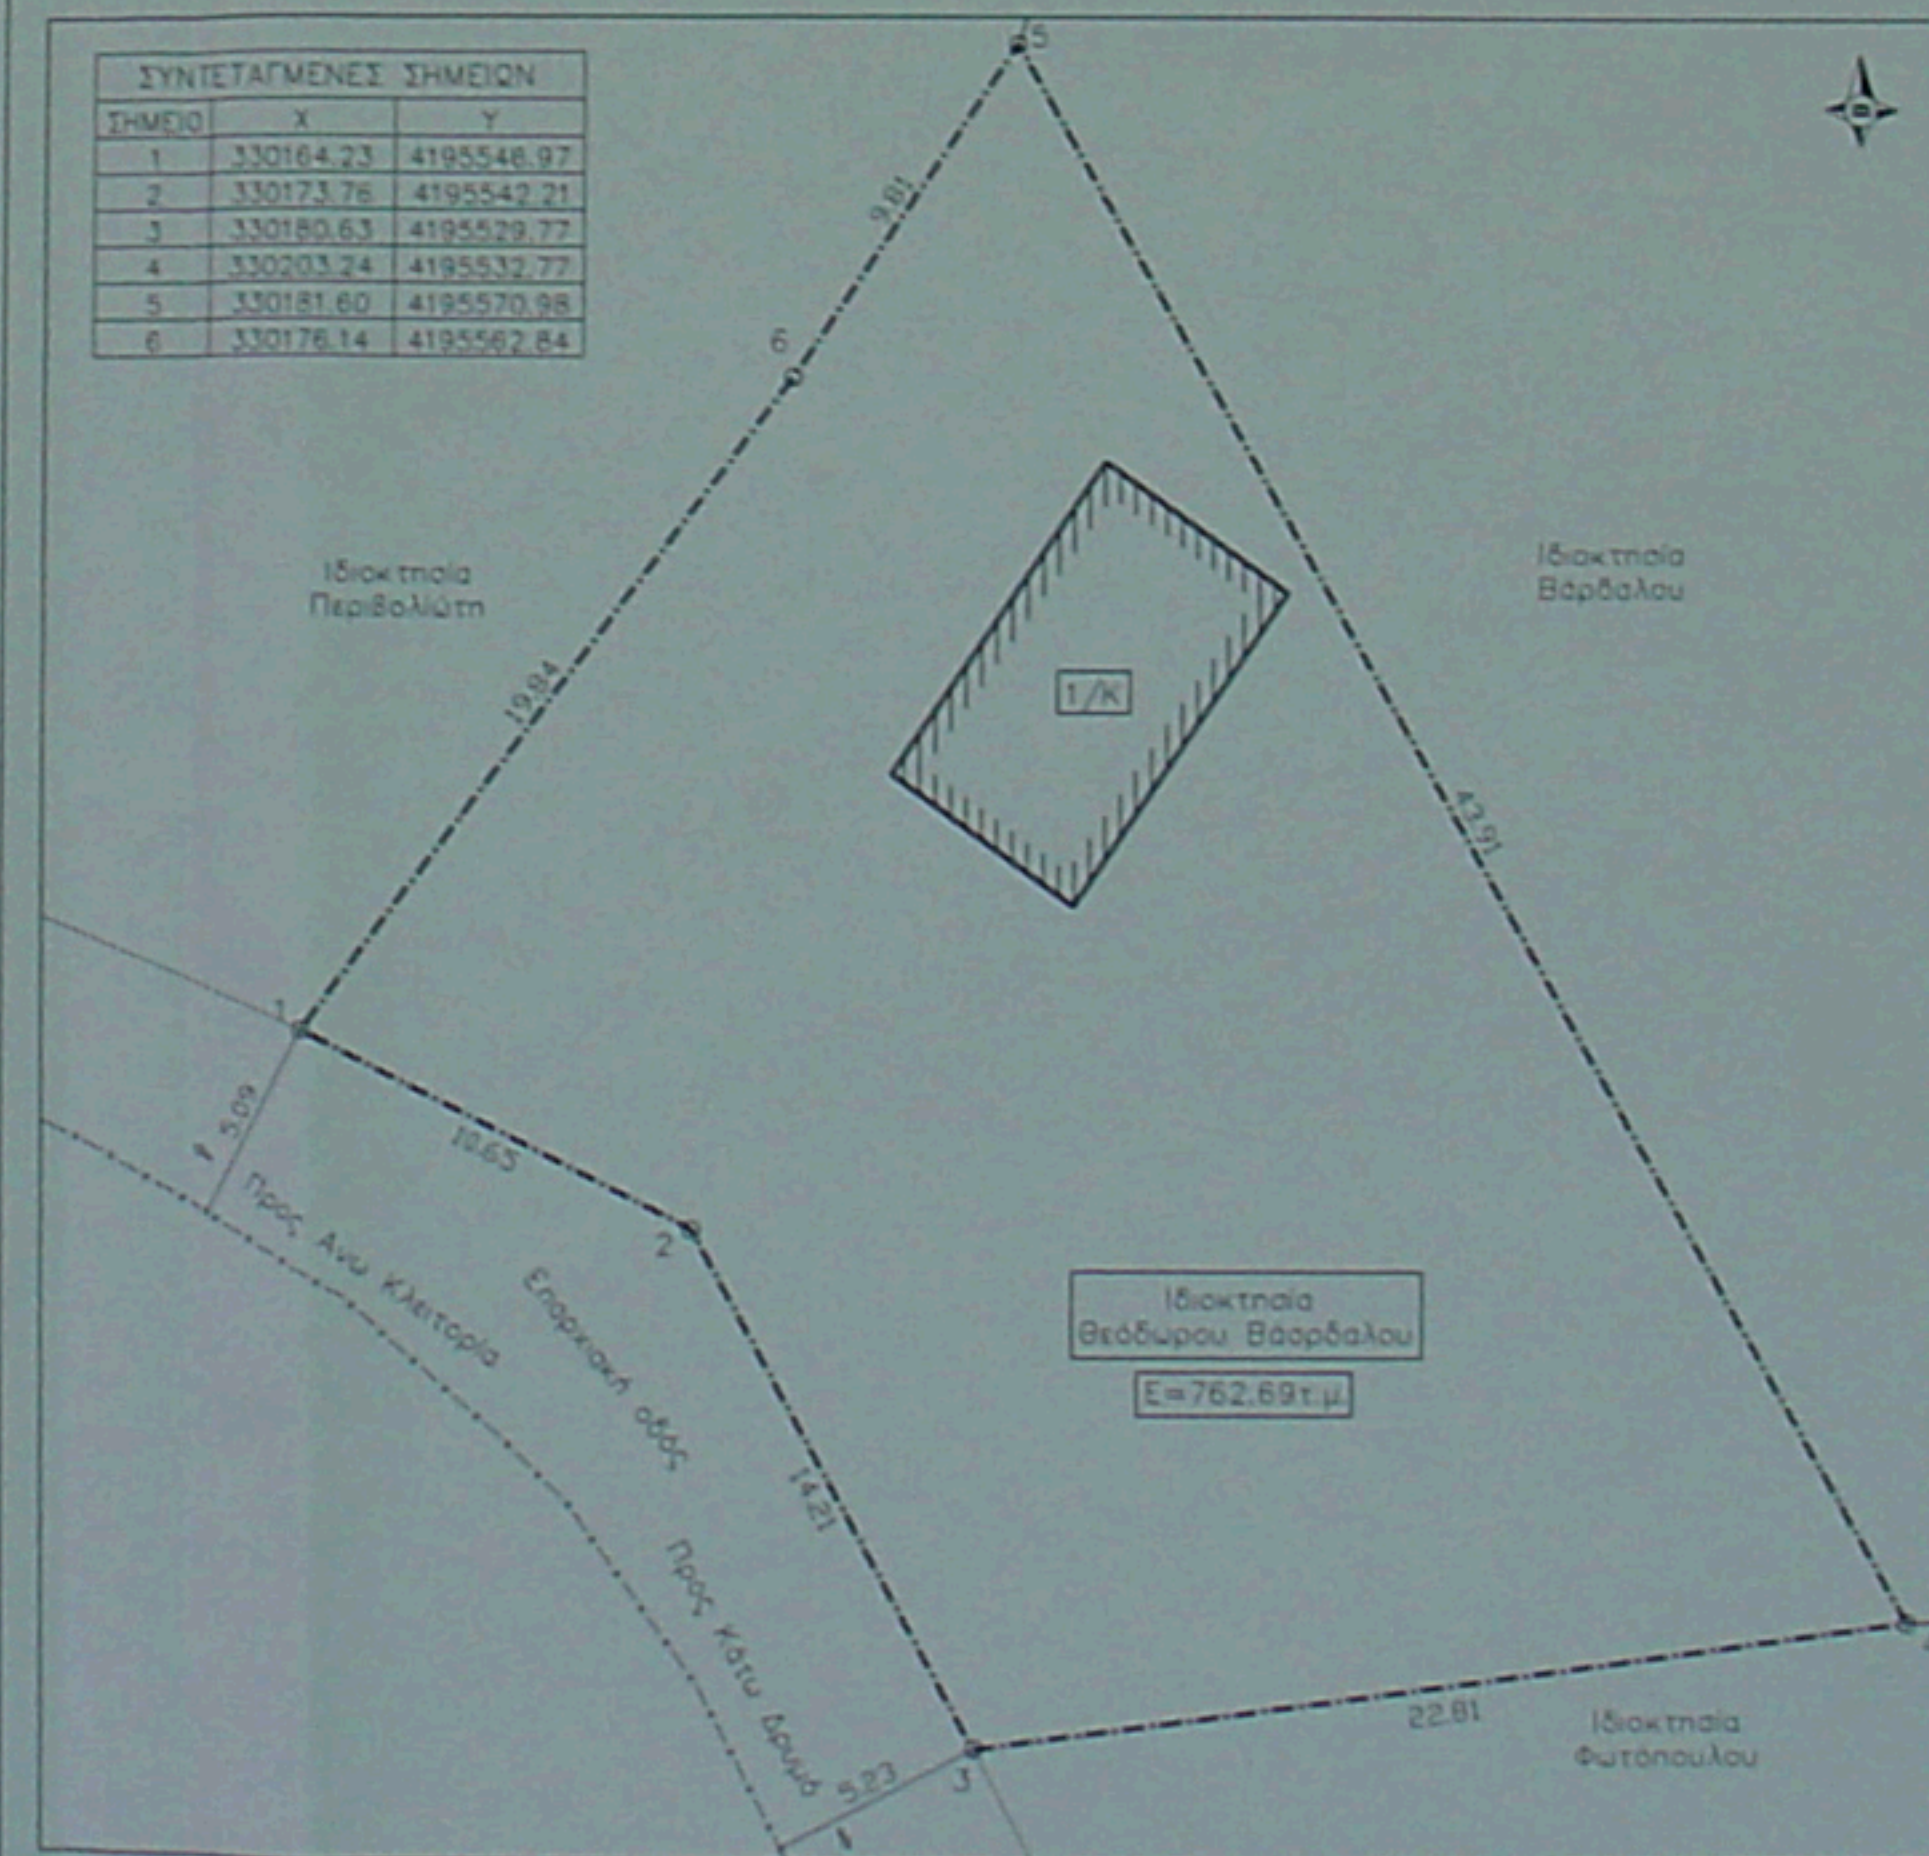 ΣΥΝΤΕΤΑΓΜΕΝΕΣ ΣΗΜΕΙΩΝ
ΣΗΜΕΙΟ X Y
1 330164.23 4195546.97
2 330173.76 4195542.21
3 330180.63 4195529.77
4 330203.24 4195532.77
5 330181.60 4195570.98
6 330176.14 4195562.84
5
9.81
6
Ιδιοκτησία
Περιβολιώτη
Ιδιοκτησία
Βάρδαλου
19.84
1/Κ
43.91
1
5.09
10.65
2
Προς Ανω Κλειτορία
Επαρχιακή οδός
Ιδιοκτησία
Θεόδωρου Βάορδαλου
Ε=762.69τ.μ.
14.21
Προς Κάτω Δρυμό
22.81
Ιδιοκτησία
Φωτόπουλου
5.23
3